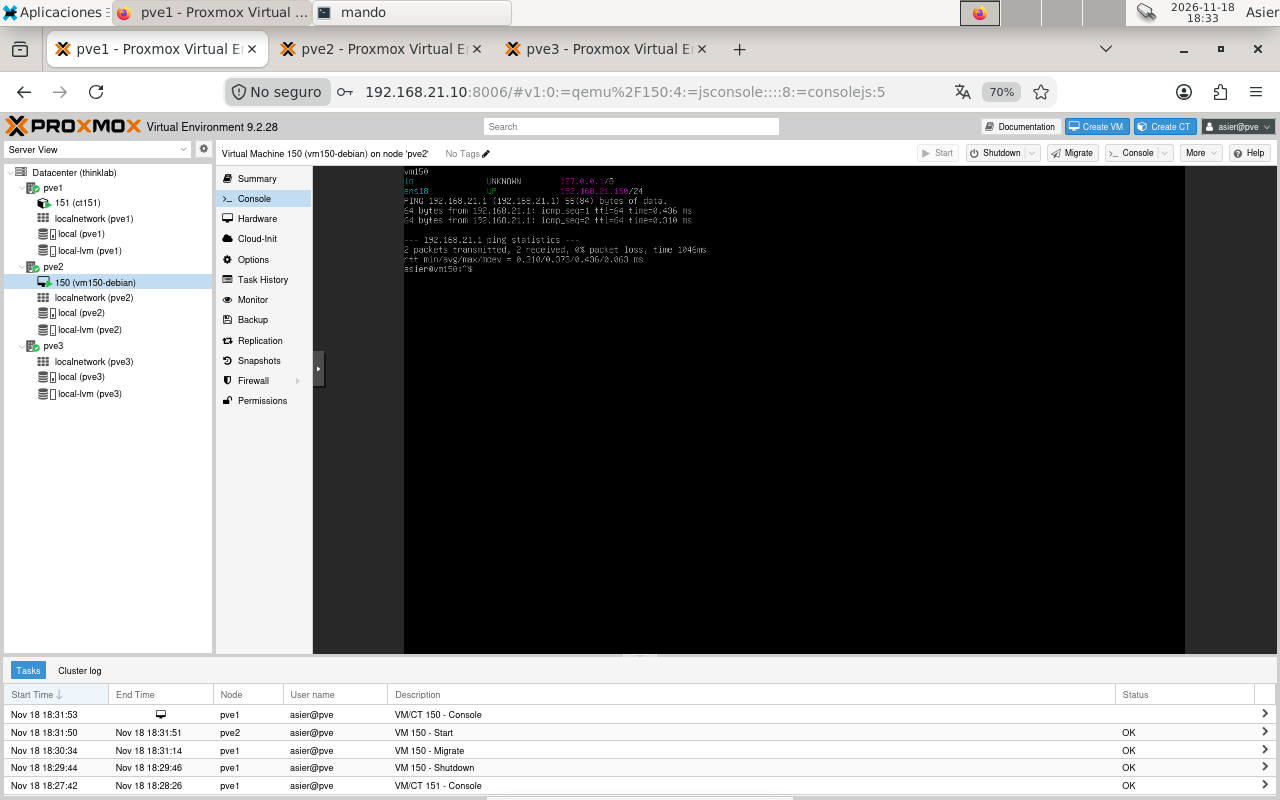 Aplicaciones
pve1 - Proxmox Virtual ...
mando
2026-11-18
18:33
Asier
pve1 - Proxmox Virtual E
pve2 - Proxmox Virtual E
pve3 - Proxmox Virtual E
No seguro
192.168.21.10:8006/#v1:0:=qemu%2F150:4:=jsconsole::::8:=consolejs:5
70%
PROXMOX
Virtual Environment 9.2.28
Search
Documentation
Create VM
Create CT
asier@pve
Server View
Virtual Machine 150 (vm150-debian) on node 'pve2'
No Tags
Start
Shutdown
Migrate
Console
More
Help
Datacenter (thinklab)
pve1
151 (ct151)
localnetwork (pve1)
local (pve1)
local-lvm (pve1)
pve2
150 (vm150-debian)
localnetwork (pve2)
local (pve2)
local-lvm (pve2)
pve3
localnetwork (pve3)
local (pve3)
local-lvm (pve3)
Summary
Console
Hardware
Cloud-Init
Options
Task History
Monitor
Backup
Replication
Snapshots
Firewall
Permissions
vm150
lo UNKNOWN 127.0.0.1/8
ens18 UP 192.168.21.150/24
PING 192.168.21.1 (192.168.21.1) 56(84) bytes of data.
64 bytes from 192.168.21.1: icmp_seq=1 ttl=64 time=0.436 ms
64 bytes from 192.168.21.1: icmp_seq=2 ttl=64 time=0.310 ms
--- 192.168.21.1 ping statistics ---
2 packets transmitted, 2 received, 0% packet loss, time 1046ms
rtt min/avg/max/mdev = 0.310/0.373/0.436/0.063 ms
asier@vm150:~$
Tasks
Cluster log
Start Time End Time Node User name Description Status
Nov 18 18:31:53 pve1 asier@pve VM/CT 150 - Console
Nov 18 18:31:50 Nov 18 18:31:51 pve2 asier@pve VM 150 - Start OK
Nov 18 18:30:34 Nov 18 18:31:14 pve1 asier@pve VM 150 - Migrate OK
Nov 18 18:29:44 Nov 18 18:29:46 pve1 asier@pve VM 150 - Shutdown OK
Nov 18 18:27:42 Nov 18 18:28:26 pve1 asier@pve VM/CT 151 - Console OK